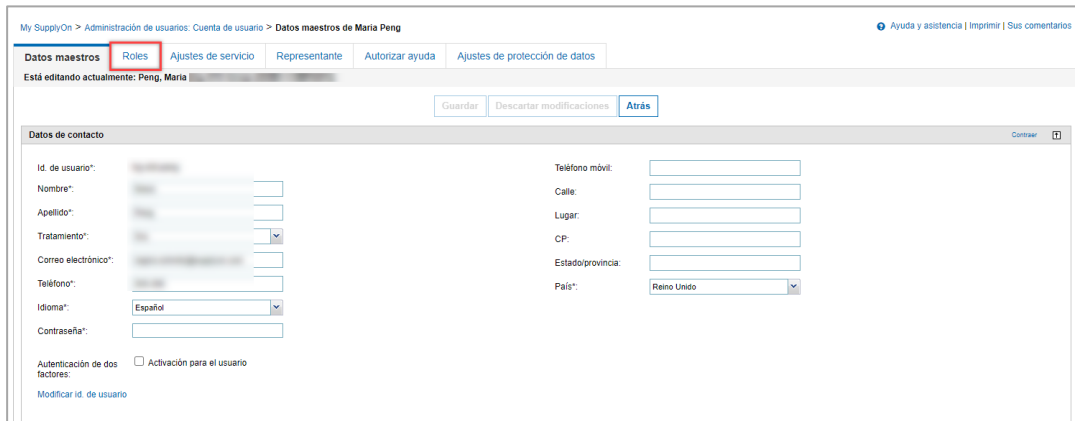 My SupplyOn > Administración de usuarios: Cuenta de usuario > Datos maestros de Maria Peng
Ayuda y asistencia | Imprimir | Sus comentarios
Datos maestros Roles Ajustes de servicio Representante Autorizar ayuda Ajustes de protección de datos
Está editando actualmente: Peng, Maria
Guardar Descartar modificaciones Atrás
Datos de contacto Contraer
Id. de usuario*:
Nombre*:
Apellido*:
Tratamiento*:
Correo electrónico*:
Teléfono*:
Idioma*: Español
Contraseña*:
Autenticación de dos factores: Activación para el usuario
Modificar id. de usuario
Teléfono móvil:
Calle:
Lugar:
CP:
Estado/provincia:
País*: Reino Unido